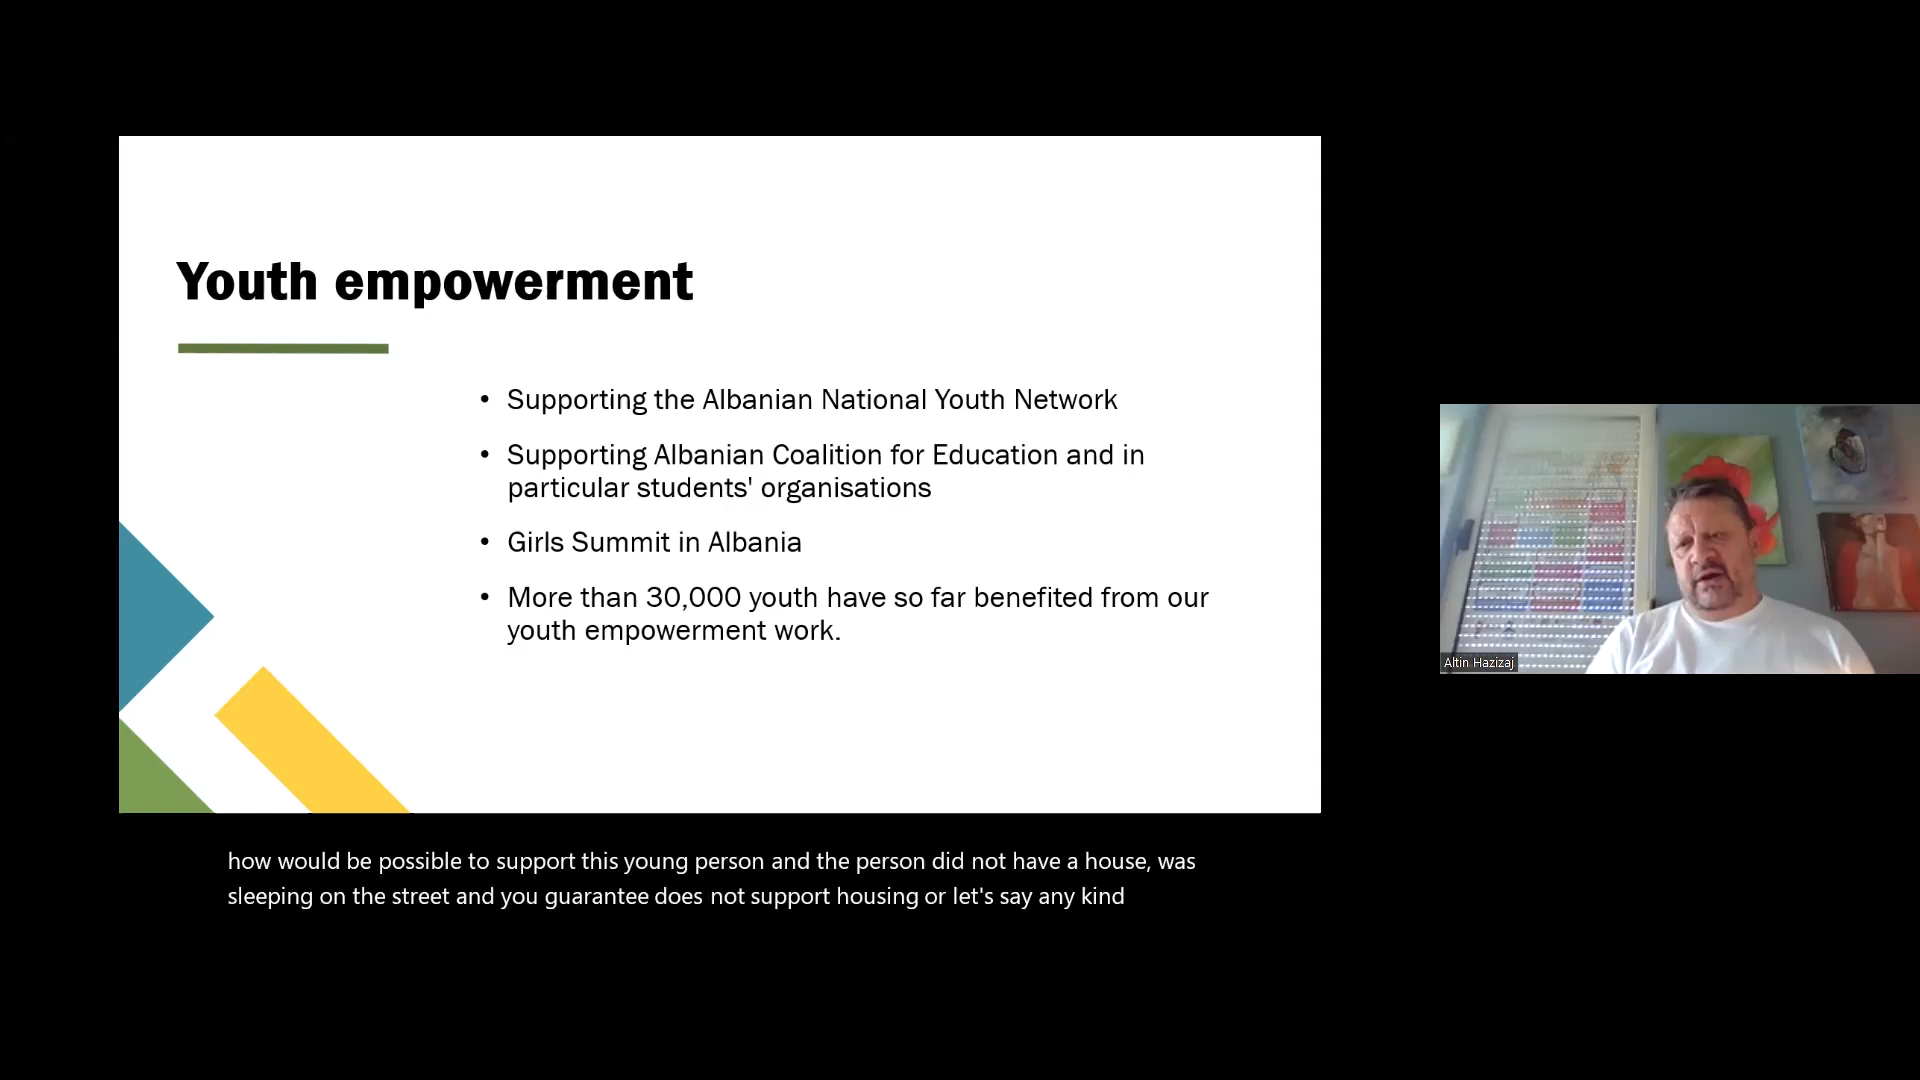 Youth empowerment
• Supporting the Albanian National Youth Network
• Supporting Albanian Coalition for Education and in
particular students' organisations
• Girls Summit in Albania
• More than 30,000 youth have so far benefited from our
youth empowerment work.
Altin Hazizaj
how would be possible to support this young person and the person did not have a house, was
sleeping on the street and you guarantee does not support housing or let's say any kind